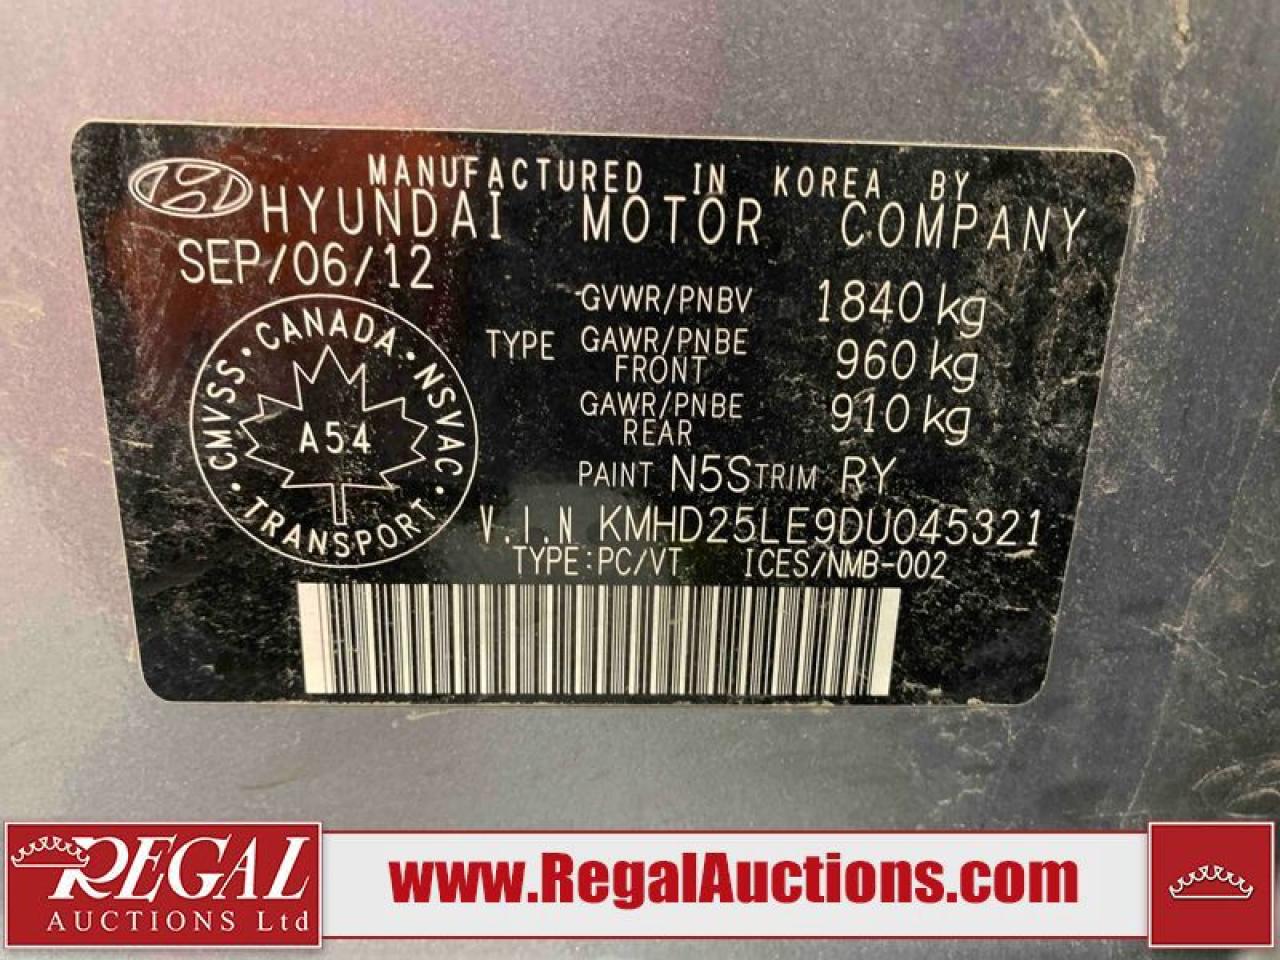 MANUFACTURED IN KOREA BY
HYUNDAI MOTOR COMPANY
SEP/06/12
GVWR/PNBV 1840 kg
TYPE GAWR/PNBE FRONT 960 kg
GAWR/PNBE REAR 910 kg
PAINT N5S TRIM RY
V.I.N KMHD25LE9DU045321
TYPE:PC/VT ICES/NMB-002
CMVSS · CANADA · NSVAC · TRANSPORT ·
A54
REGAL
AUCTIONS Ltd
www.RegalAuctions.com